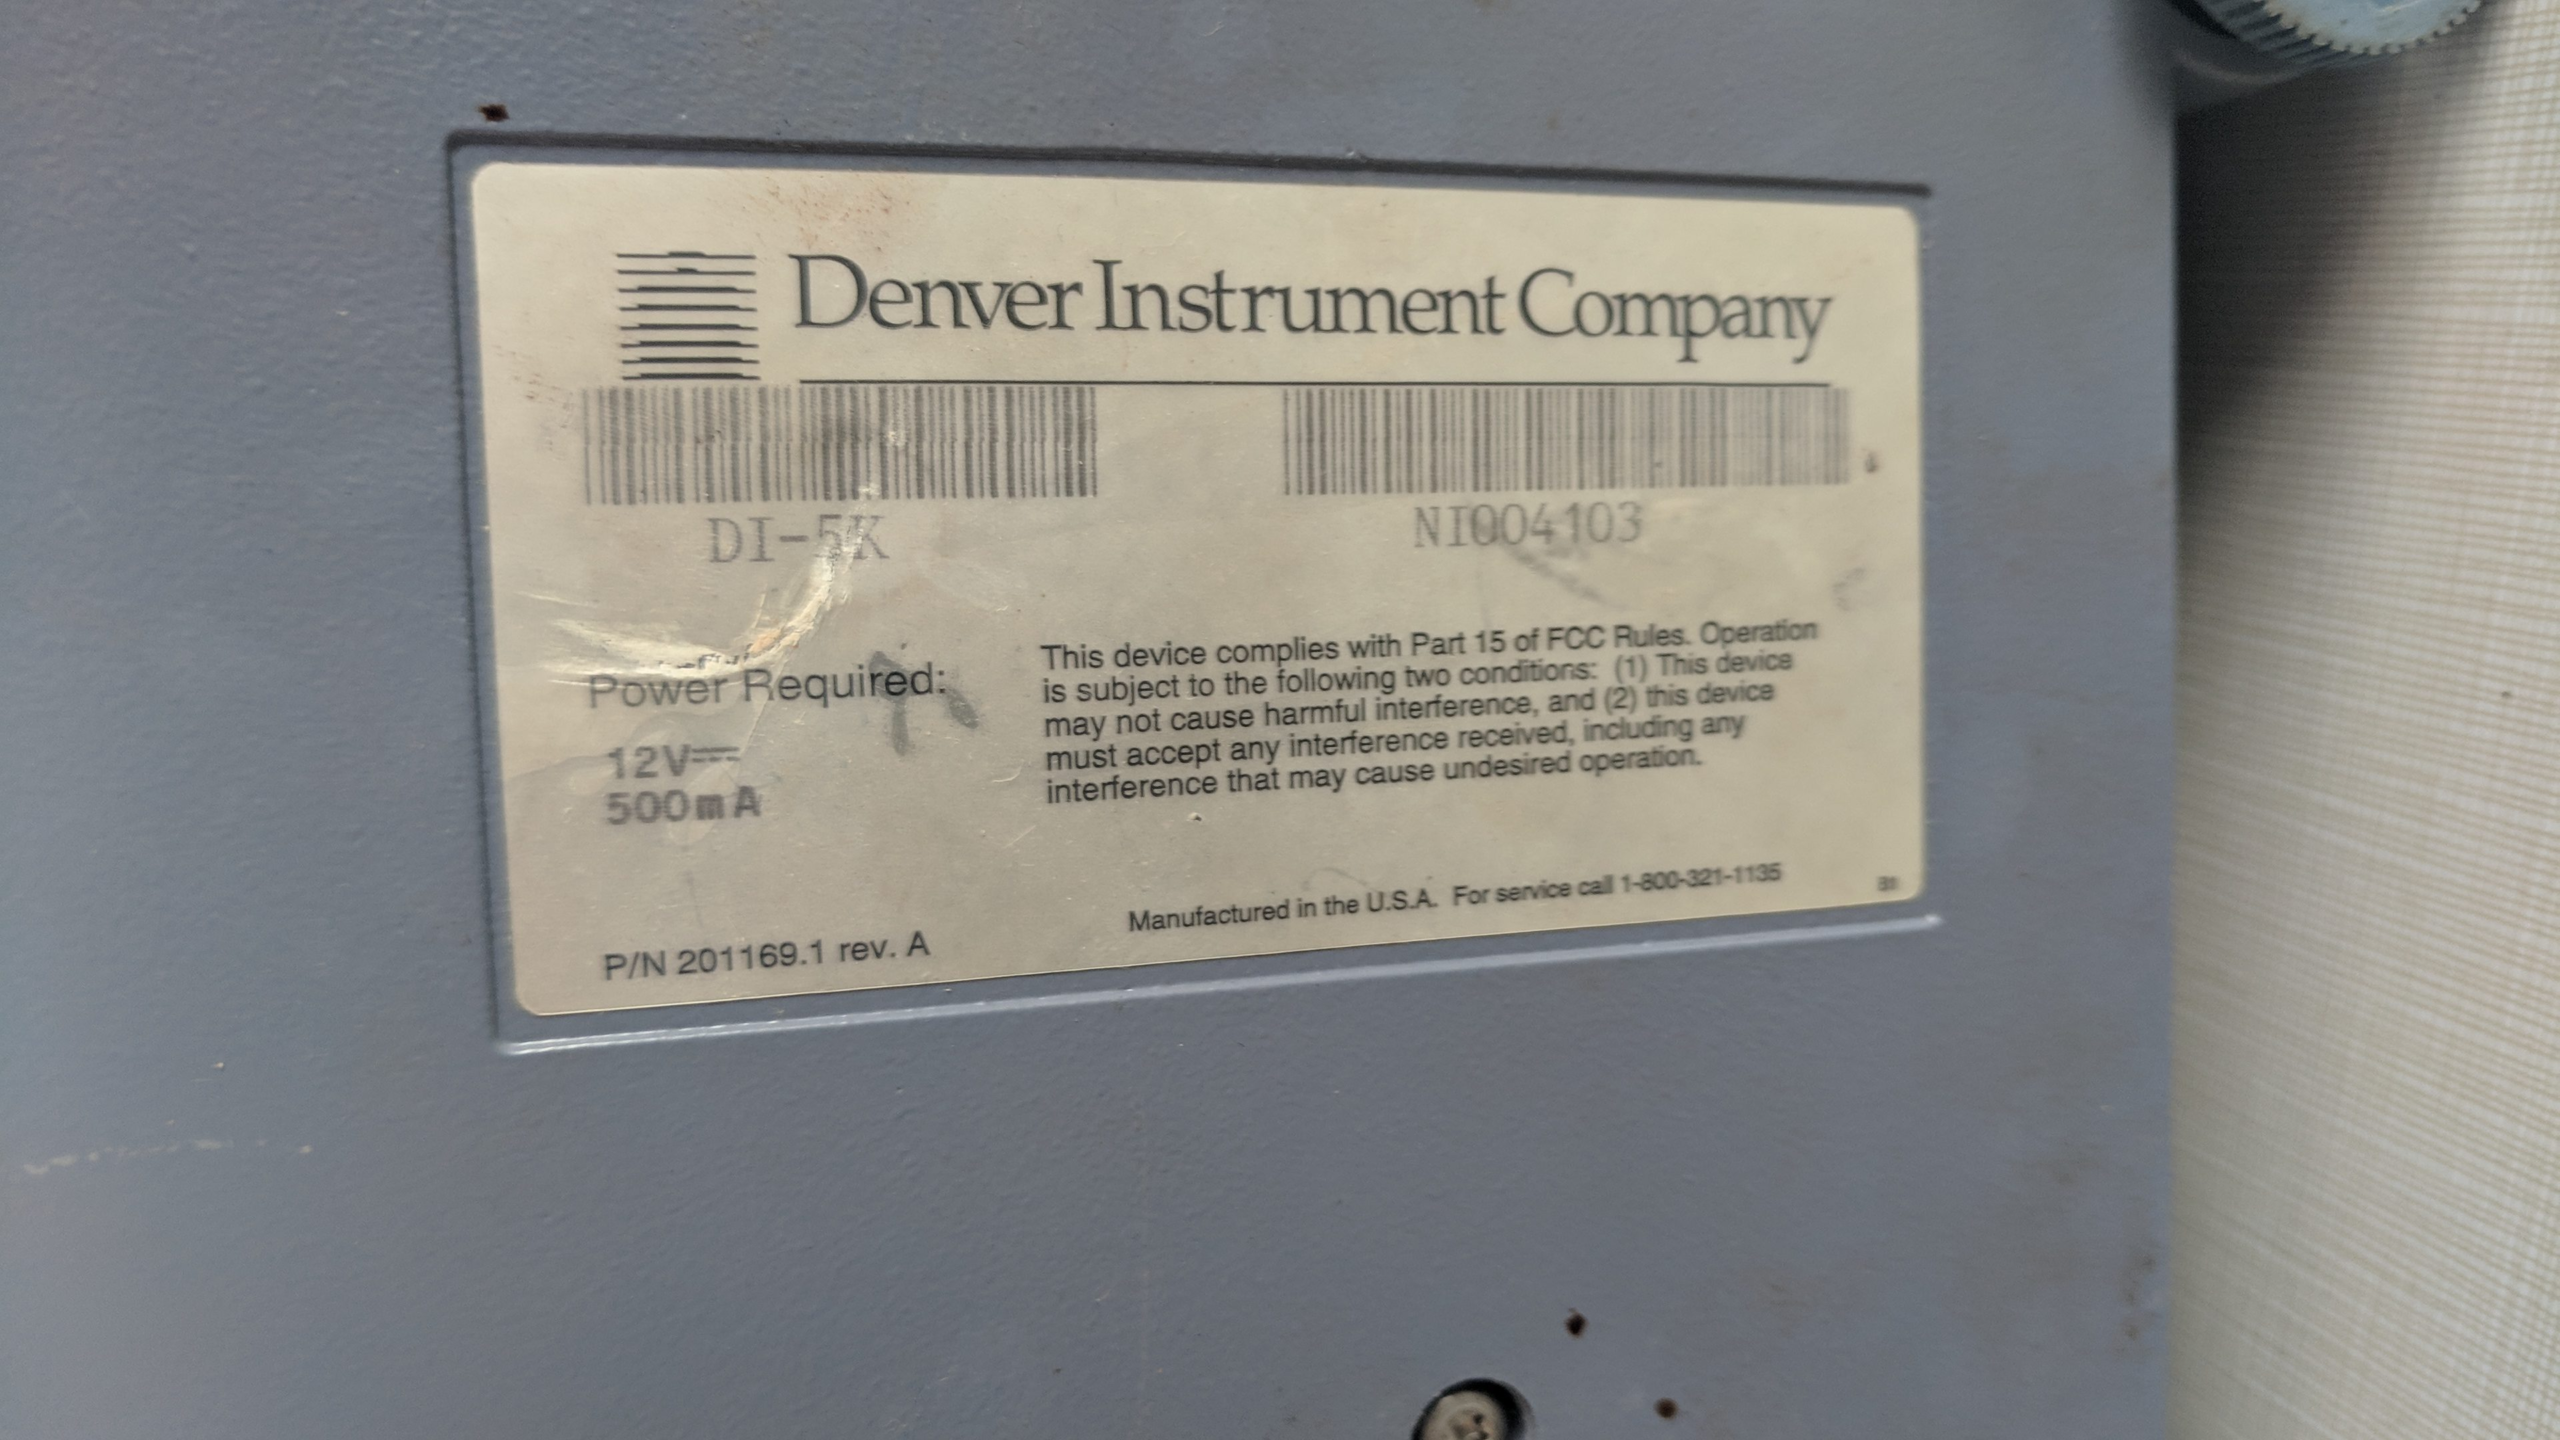 Denver Instrument Company
DI-5K
NI004103
Power Required:
12V
500mA
This device complies with Part 15 of FCC Rules. Operation
is subject to the following two conditions: (1) This device
may not cause harmful interference, and (2) this device
must accept any interference received, including any
interference that may cause undesired operation.
Manufactured in the U.S.A. For service call 1-800-321-1135
P/N 201169.1 rev. A